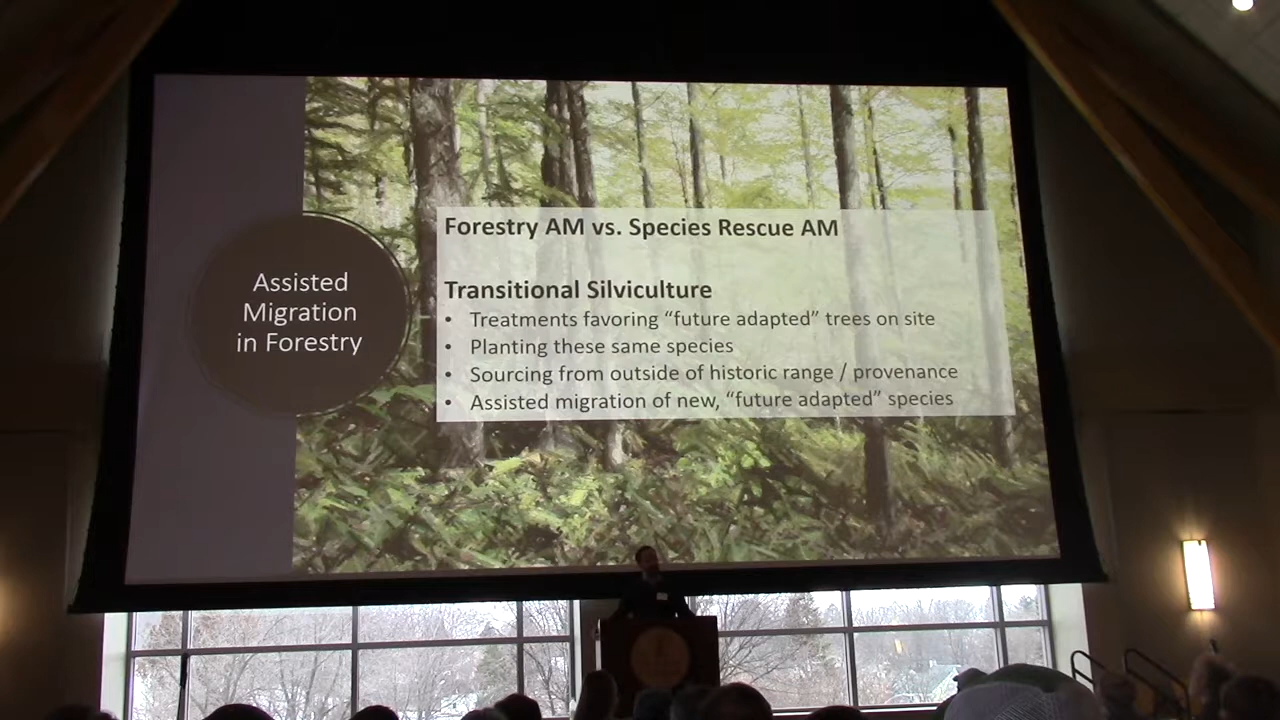 Assisted
Migration
in Forestry
Forestry AM vs. Species Rescue AM
Transitional Silviculture
• Treatments favoring “future adapted” trees on site
• Planting these same species
• Sourcing from outside of historic range / provenance
• Assisted migration of new, “future adapted” species